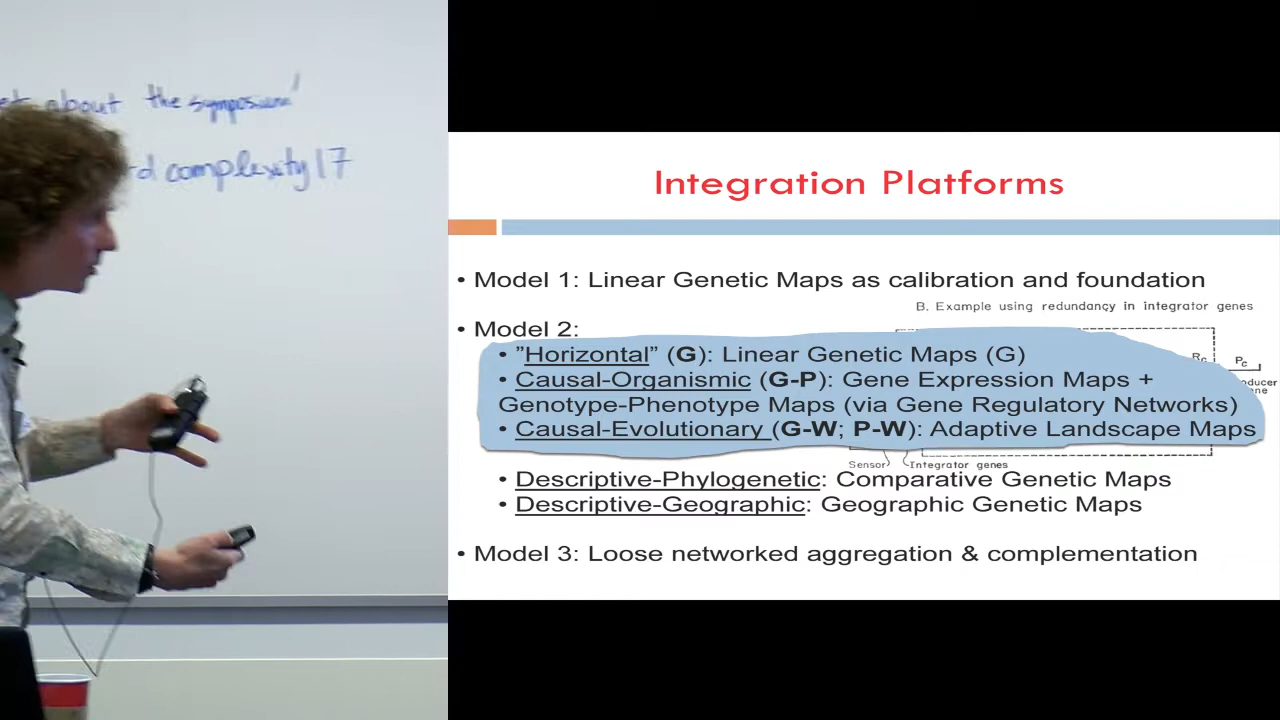 about the symposium'
complexity17
Integration Platforms
• Model 1: Linear Genetic Maps as calibration and foundation
B. Example using redundancy in integrator genes
• Model 2:
• ”Horizontal” (G): Linear Genetic Maps (G)
• Causal-Organismic (G-P): Gene Expression Maps +
Genotype-Phenotype Maps (via Gene Regulatory Networks)
• Causal-Evolutionary (G-W; P-W): Adaptive Landscape Maps
Sensor Integrator genes
• Descriptive-Phylogenetic: Comparative Genetic Maps
• Descriptive-Geographic: Geographic Genetic Maps
• Model 3: Loose networked aggregation & complementation